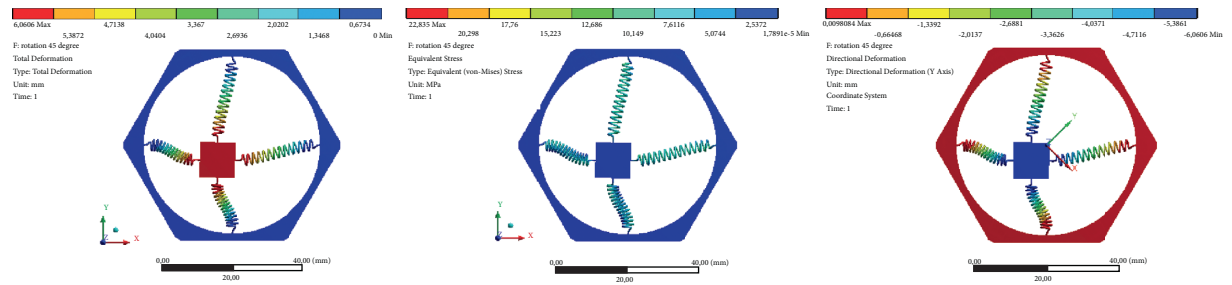 6,0606 Max 4,7138 3,367 2,0202 0,6734
5,3872 4,0404 2,6936 1,3468 0 Min
F: rotation 45 degree
Total Deformation
Type: Total Deformation
Unit: mm
Time: 1
Y
Z X
0,00 40,00 (mm)
20,00
22,835 Max 17,76 12,686 7,6116 2,5372
20,298 15,223 10,149 5,0744 1,7891e-5 Min
F: rotation 45 degree
Equivalent Stress
Type: Equivalent (von-Mises) Stress
Unit: MPa
Time: 1
Y
Z X
0,00 40,00 (mm)
20,00
0,0098084 Max -1,3392 -2,6881 -4,0371 -5,3861
-0,66468 -2,0137 -3,3626 -4,7116 -6,0606 Min
F: rotation 45 degree
Directional Deformation
Type: Directional Deformation (Y Axis)
Unit: mm
Coordinate System
Time: 1
Y
Z
X
0,00 40,00 (mm)
20,00